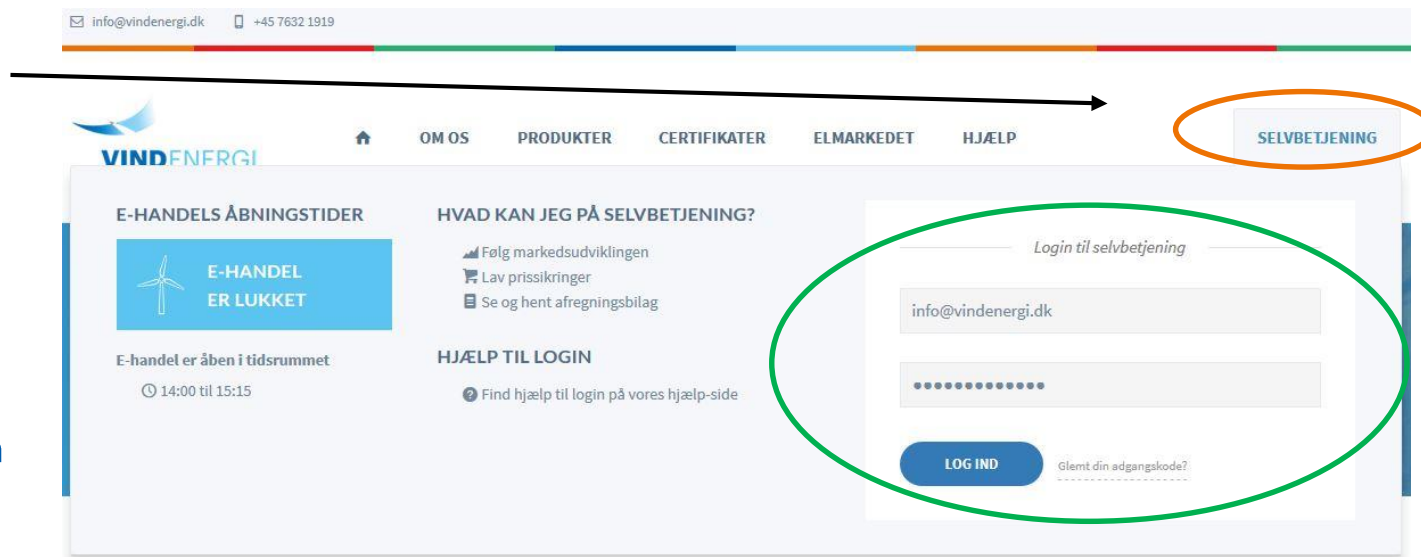 info@vindenergi.dk +45 7632 1919
VINDENERGI
OM OS PRODUKTER CERTIFIKATER ELMARKEDET HJÆLP SELVBETJENING
E-HANDELS ÅBNINGSTIDER
E-HANDEL
ER LUKKET
E-handel er åben i tidsrummet
14:00 til 15:15
HVAD KAN JEG PÅ SELVBETJENING?
Følg markedsudviklingen
Lav prissikringer
Se og hent afregningsbilag
HJÆLP TIL LOGIN
Find hjælp til login på vores hjælp-side
Login til selvbetjening
info@vindenergi.dk
•••••••••••••
LOG IND Glemt din adgangskode?